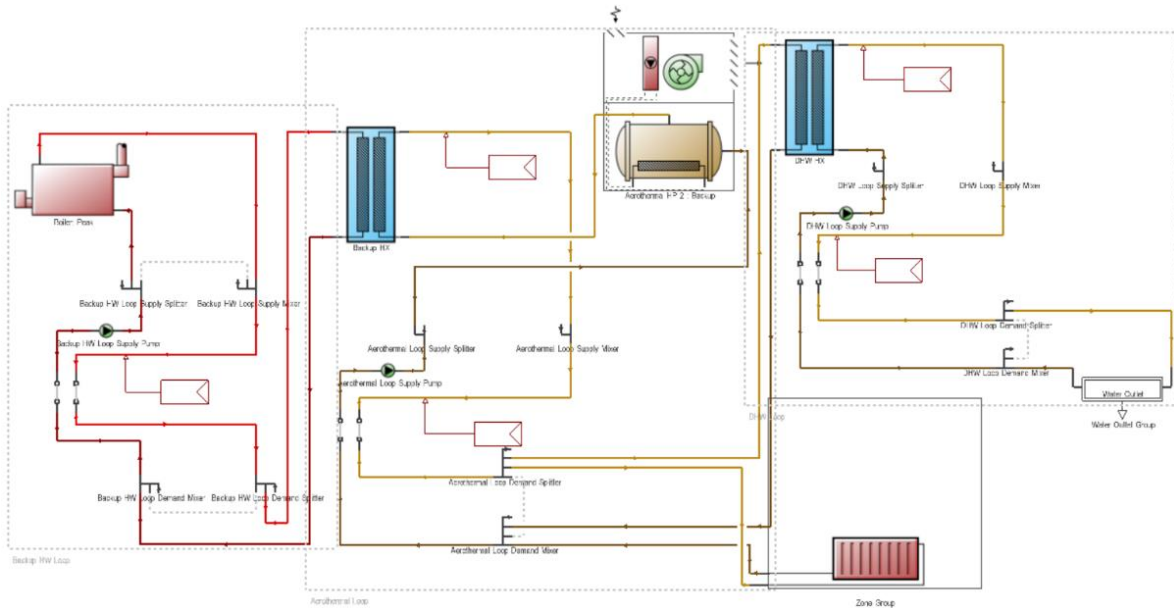 Boiler Peak
Backup HW Loop Supply Splitter
Backup HW Loop Supply Mixer
Backup HW Loop Supply Pump
Backup HW Loop Demand Mixer
Backup HW Loop Demand Splitter
Backup HW Loop
Backup HX
Aerothermal HP 2 : Backup
Aerothermal Loop Supply Splitter
Aerothermal Loop Supply Mixer
Aerothermal Loop Supply Pump
Aerothermal Loop Demand Splitter
Aerothermal Loop Demand Mixer
Aerothermal Loop
DHW HX
DHW Loop Supply Splitter
DHW Loop Supply Mixer
DHW Loop Supply Pump
DHW Loop Demand Splitter
DHW Loop Demand Mixer
Water Outlet
Water Outlet Group
DHW Loop
Zone Group